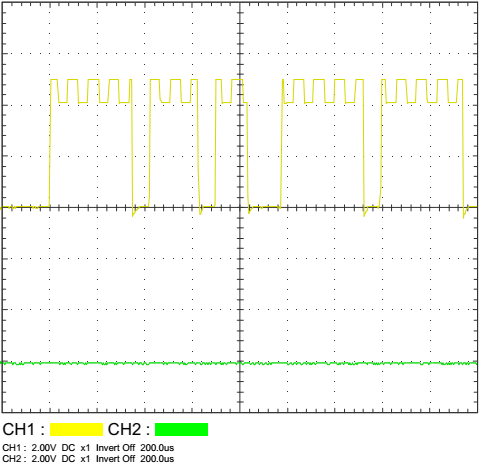 CH1 : CH2 :
CH1 : 2.00V DC x1 Invert Off 200.0us
CH2 : 2.00V DC x1 Invert Off 200.0us